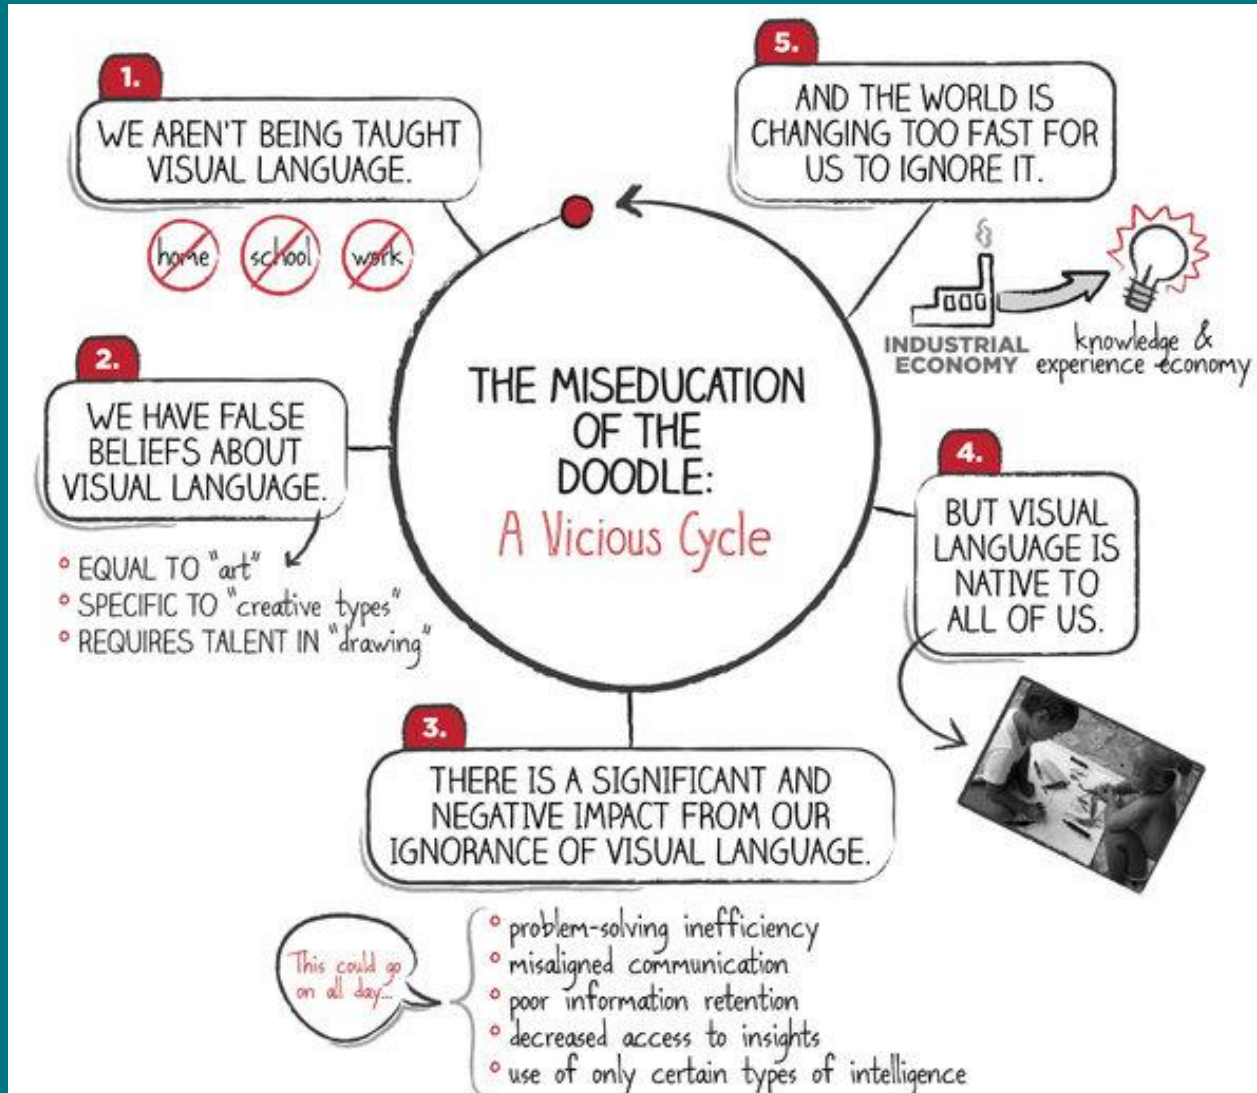 1.
WE AREN'T BEING TAUGHT
VISUAL LANGUAGE.
home school work
2.
WE HAVE FALSE
BELIEFS ABOUT
VISUAL LANGUAGE.
EQUAL TO "art"
SPECIFIC TO "creative types"
REQUIRES TALENT IN "drawing"
THE MISEDUCATION
OF THE
DOODLE:
A Vicious Cycle
3.
THERE IS A SIGNIFICANT AND
NEGATIVE IMPACT FROM OUR
IGNORANCE OF VISUAL LANGUAGE.
This could go
on all day...
problem-solving inefficiency
misaligned communication
poor information retention
decreased access to insights
use of only certain types of intelligence
4.
BUT VISUAL
LANGUAGE IS
NATIVE TO
ALL OF US.
5.
AND THE WORLD IS
CHANGING TOO FAST FOR
US TO IGNORE IT.
INDUSTRIAL
ECONOMY
knowledge &
experience economy